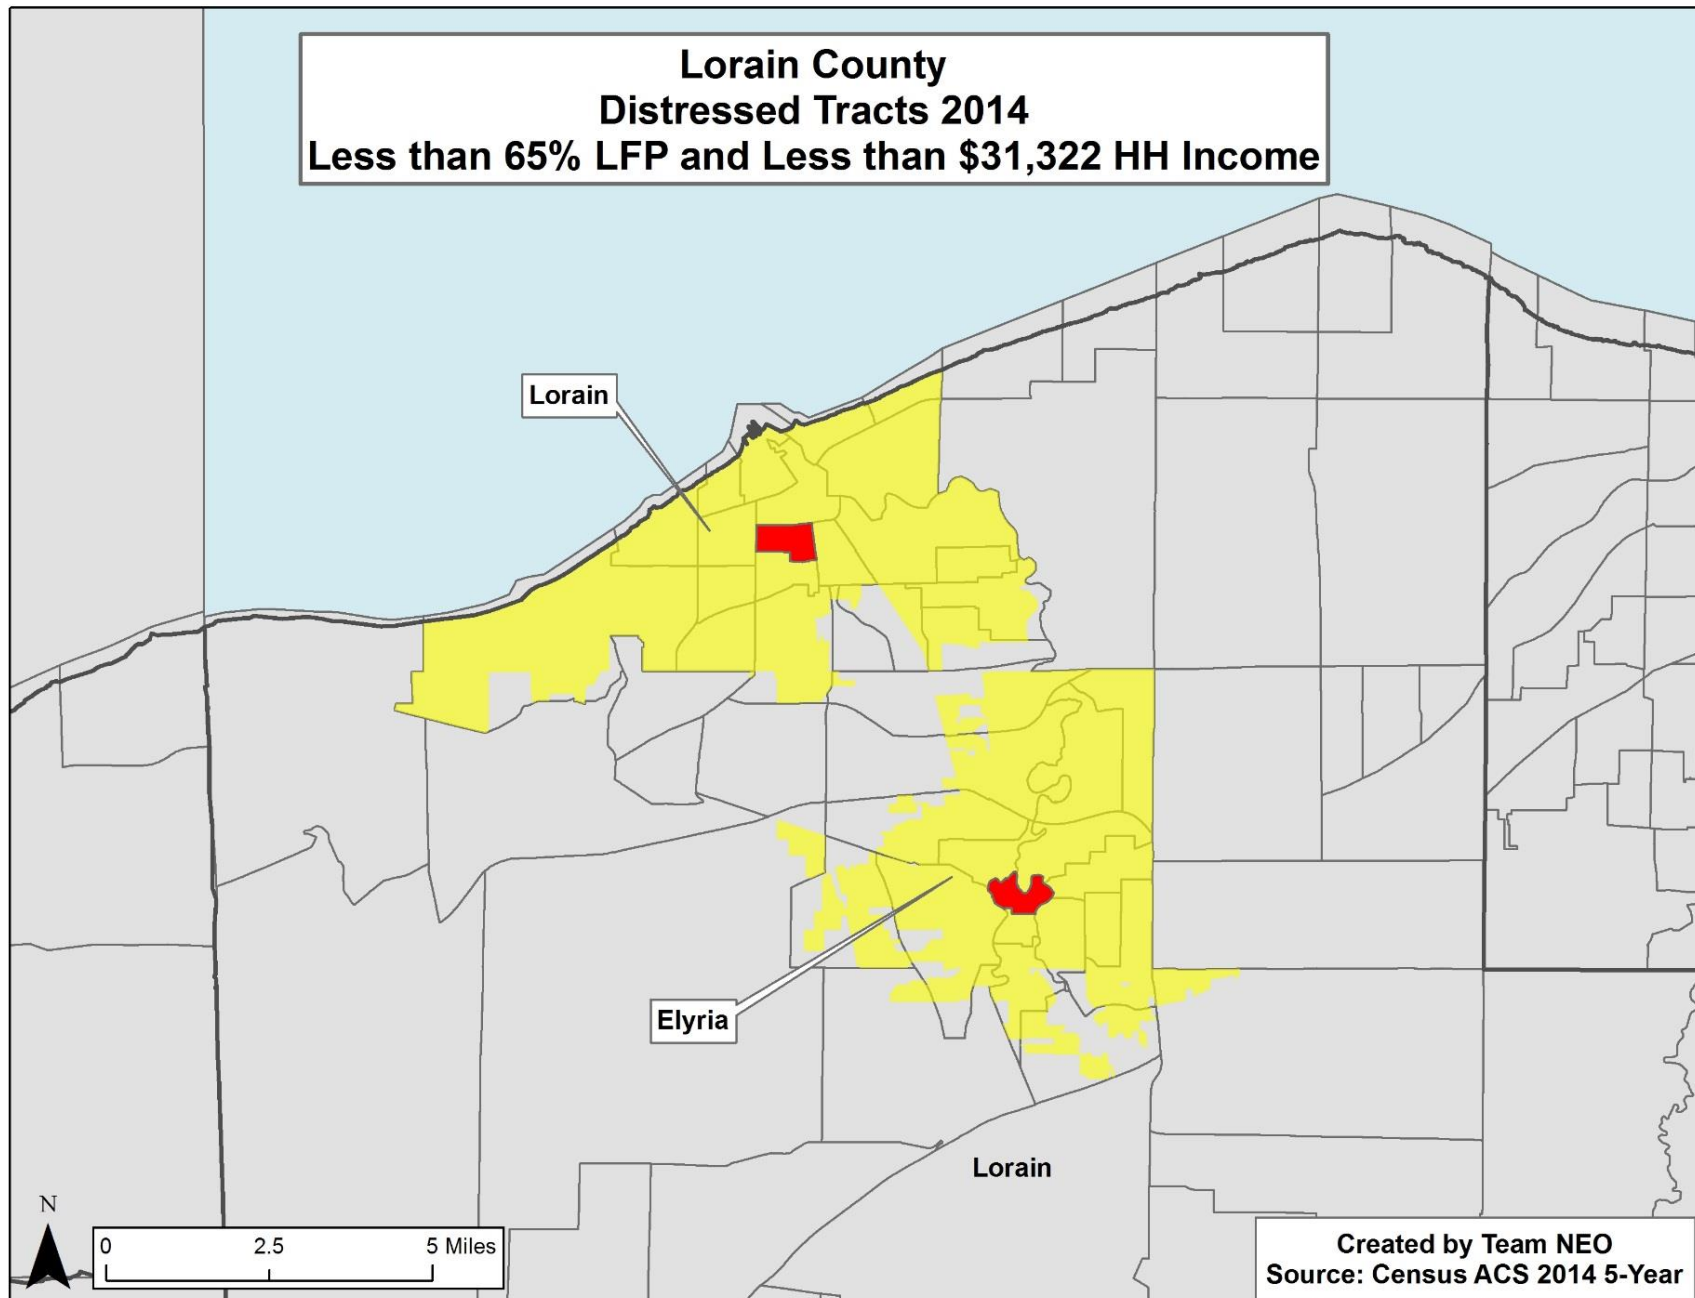 Lorain County
Distressed Tracts 2014
Less than 65% LFP and Less than $31,322 HH Income
Lorain
Elyria
Lorain
N
0 2.5 5 Miles
Created by Team NEO
Source: Census ACS 2014 5-Year